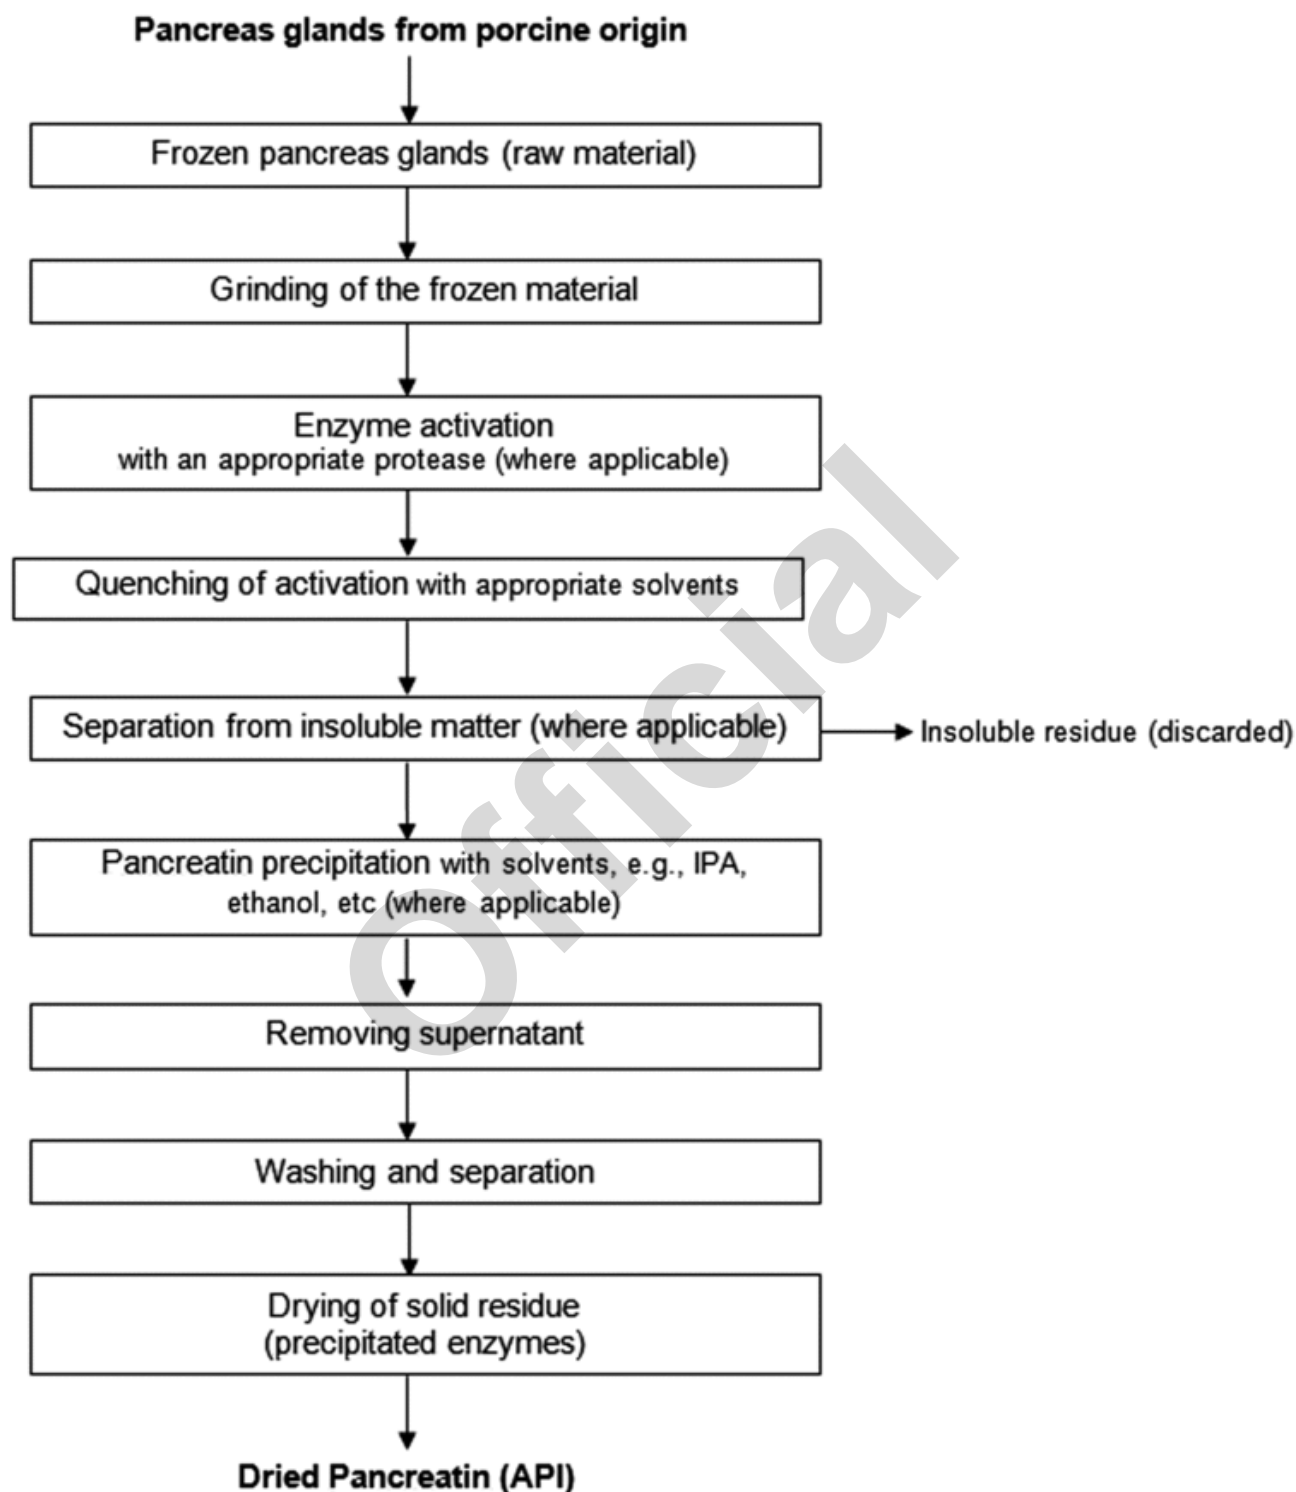 Pancreas glands from porcine origin
Frozen pancreas glands (raw material)
Grinding of the frozen material
Enzyme activation
with an appropriate protease (where applicable)
Quenching of activation with appropriate solvents
Separation from insoluble matter (where applicable)
Insoluble residue (discarded)
Pancreatin precipitation with solvents, e.g., IPA,
ethanol, etc (where applicable)
Removing supernatant
Washing and separation
Drying of solid residue
(precipitated enzymes)
Dried Pancreatin (API)
Official